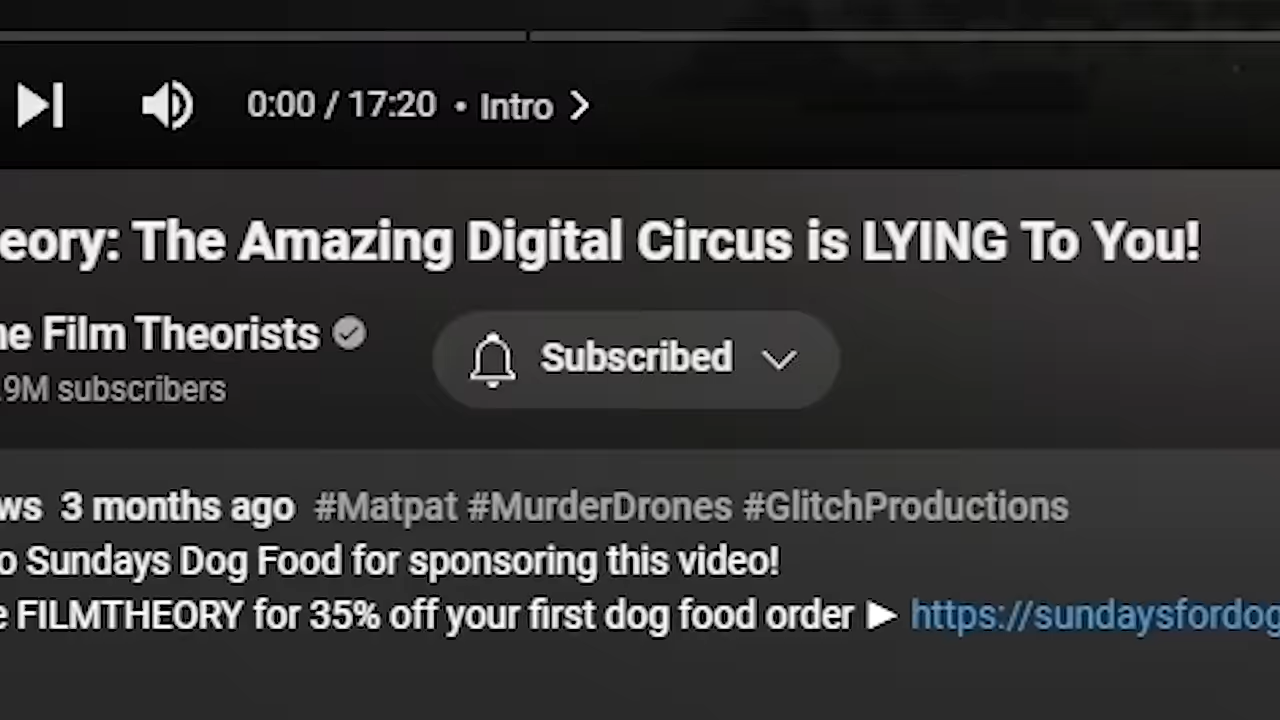 0:00 / 17:20 • Intro
eory: The Amazing Digital Circus is LYING To You!
ne Film Theorists
.9M subscribers
Subscribed
ws 3 months ago #Matpat #MurderDrones #GlitchProductions
o Sundays Dog Food for sponsoring this video!
e FILMTHEORY for 35% off your first dog food order ► https://sundaysfordog